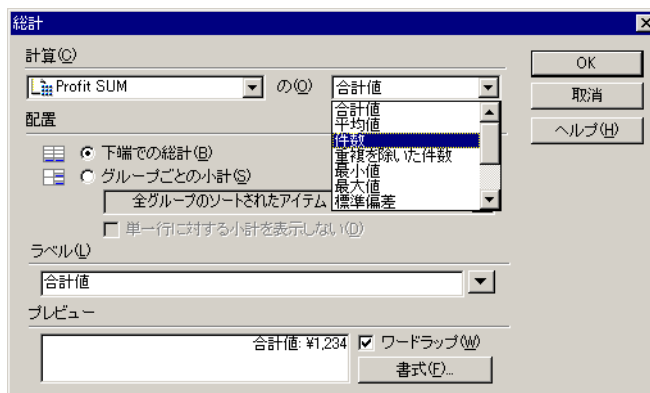 総計
計算(C)
Profit SUM の(O) 合計値
OK
取消
ヘルプ(H)
合計値
平均値
件数
重複を除いた件数
最小値
最大値
標準偏差
配置
下端での総計(B)
グループごとの小計(S)
全グループのソートされたアイテム
単一行に対する小計を表示しない(D)
ラベル(L)
合計値
プレビュー
合計値: ¥1,234
ワードラップ(W)
書式(F)...